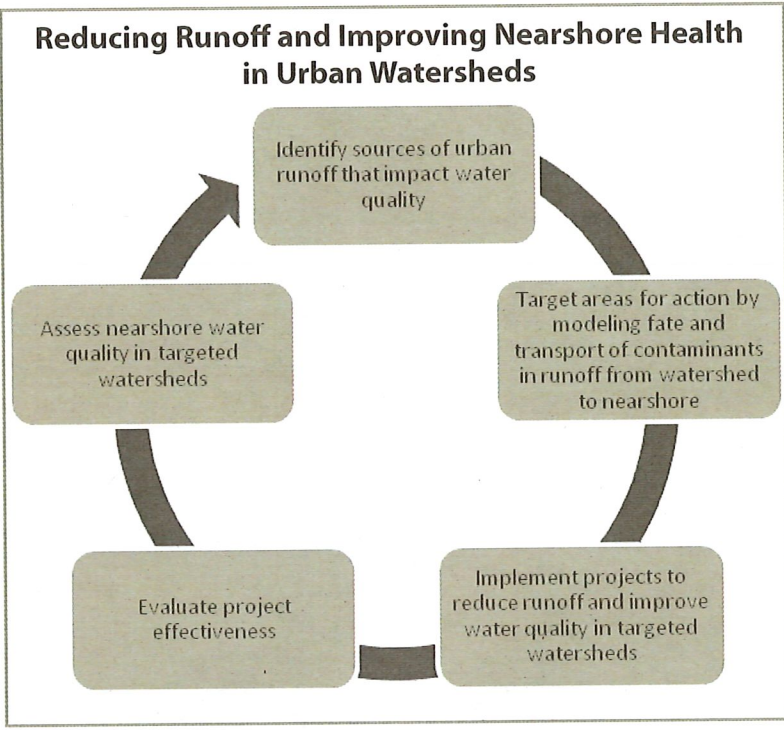 Reducing Runoff and Improving Nearshore Health
in Urban Watersheds
Identify sources of urban
runoff that impact water
quality
Target areas for action by
modeling fate and
transport of contaminants
in runoff from watershed
to nearshore
Implement projects to
reduce runoff and improve
water quality in targeted
watersheds
Evaluate project
effectiveness
Assess nearshore water
quality in targeted
watersheds